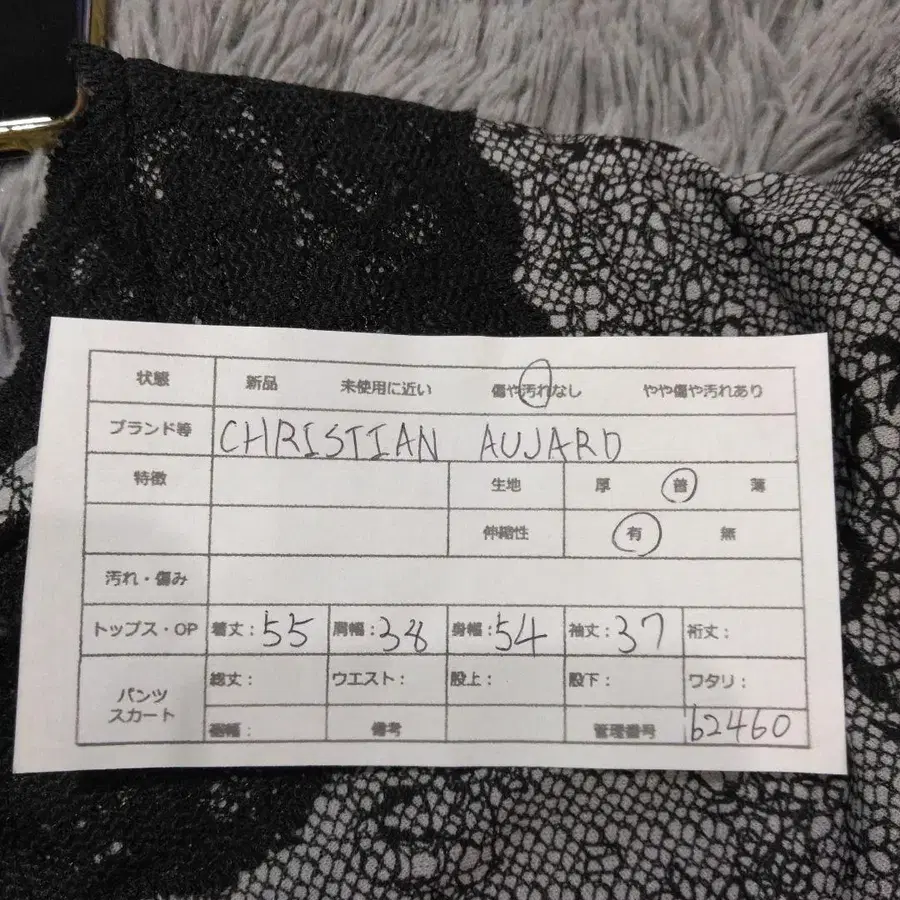 状態 新品 未使用に近い 傷や汚れなし やや傷や汚れあり
ブランド等 CHRISTIAN AUJARD
特徴 生地 厚 普 薄
伸縮性 有 無
汚れ・傷み
トップス・OP 着丈：55 肩幅：38 身幅：54 袖丈：37 裄丈：
パンツ スカート 総丈： ウエスト： 股上： 股下： ワタリ：
裾幅： 備考 管理番号 62460